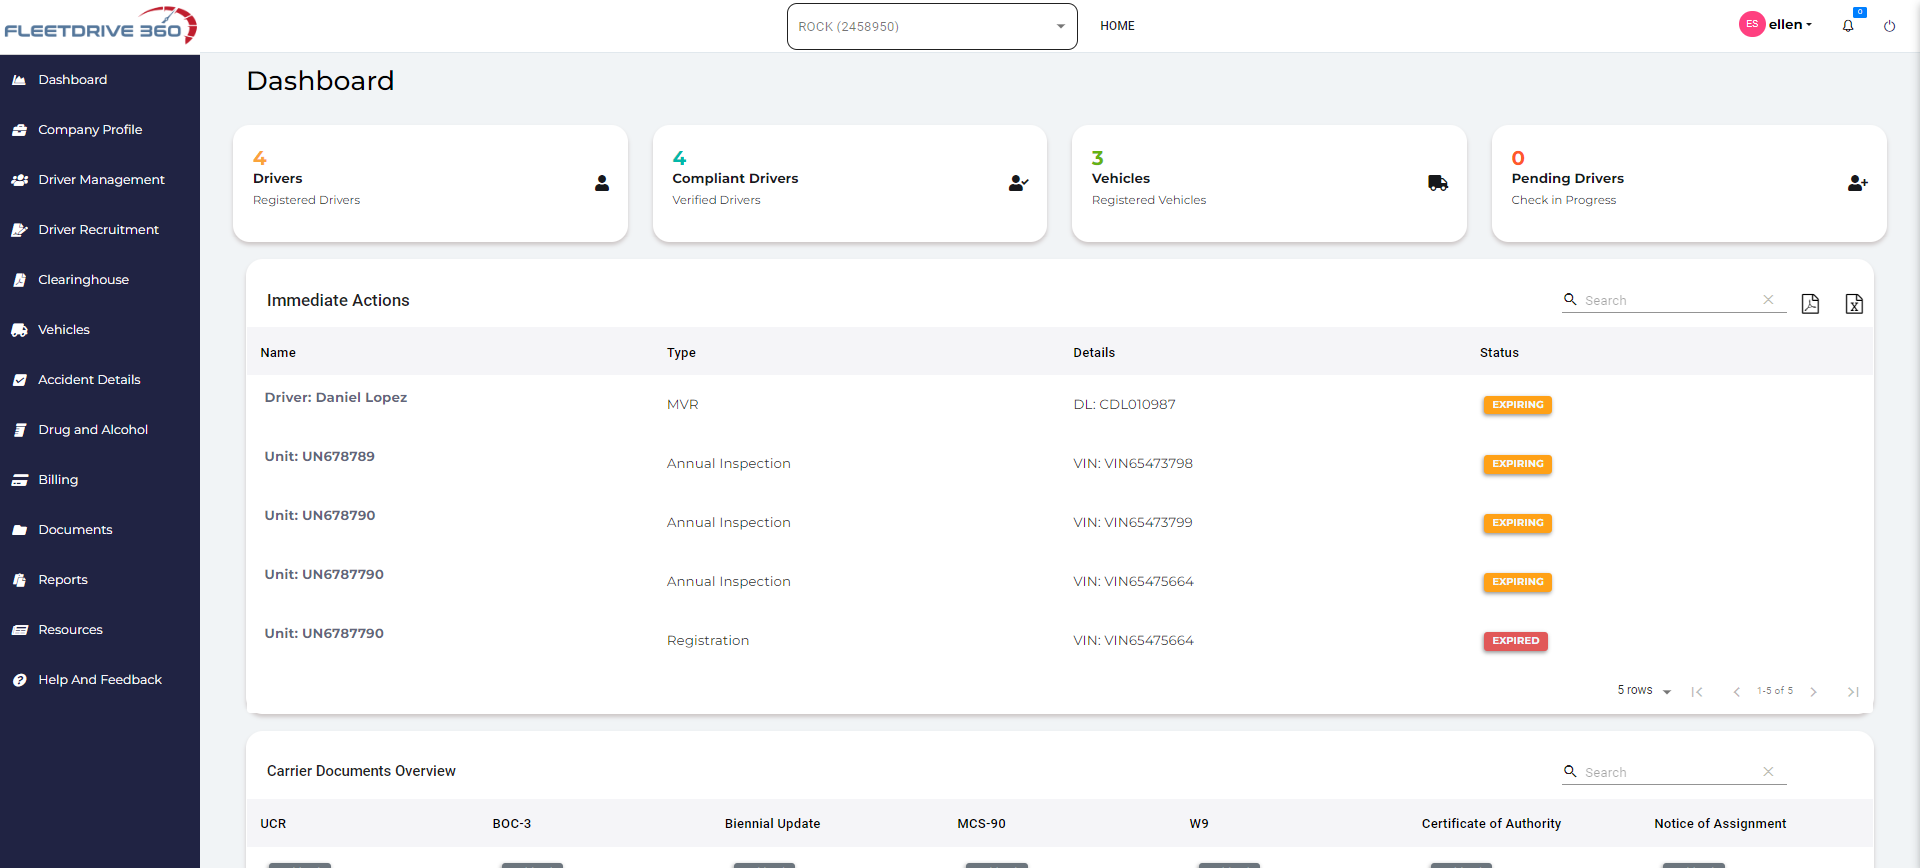 FLEETDRIVE 360
ROCK (2458950)
HOME
ES
ellen
0
Dashboard
Company Profile
Driver Management
Driver Recruitment
Clearinghouse
Vehicles
Accident Details
Drug and Alcohol
Billing
Documents
Reports
Resources
Help And Feedback
Dashboard
4
Drivers
Registered Drivers
4
Compliant Drivers
Verified Drivers
3
Vehicles
Registered Vehicles
0
Pending Drivers
Check in Progress
Immediate Actions
Search
Name Type Details Status
Driver: Daniel Lopez MVR DL: CDL010987 EXPIRING
Unit: UN678789 Annual Inspection VIN: VIN65473798 EXPIRING
Unit: UN678790 Annual Inspection VIN: VIN65473799 EXPIRING
Unit: UN6787790 Annual Inspection VIN: VIN65475664 EXPIRING
Unit: UN6787790 Registration VIN: VIN65475664 EXPIRED
5 rows 1-5 of 5
Carrier Documents Overview
Search
UCR BOC-3 Biennial Update MCS-90 W9 Certificate of Authority Notice of Assignment